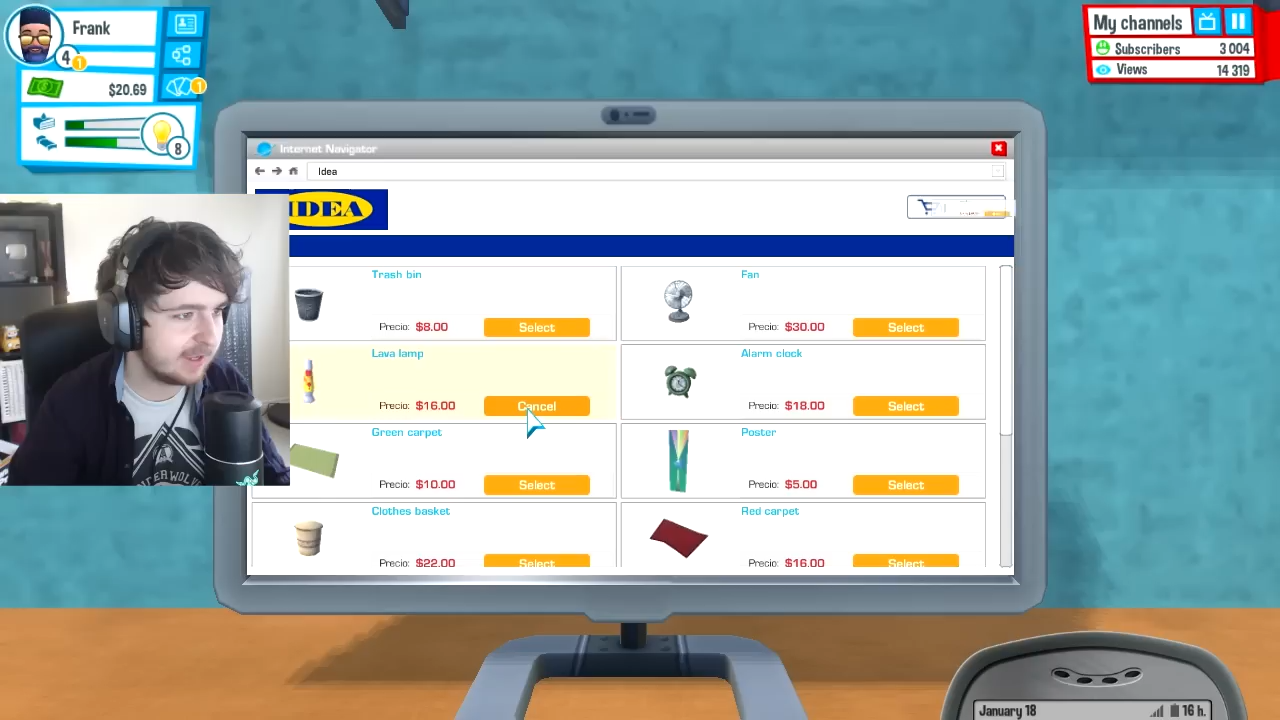 Frank
4
1
$20.69
1
8
My channels
Subscribers 3 004
Views 14 319
Internet Navigator
Idea
IDEA
Trash bin
Precio: $8.00 Select
Fan
Precio: $30.00 Select
Lava lamp
Precio: $16.00 Cancel
Alarm clock
Precio: $18.00 Select
Green carpet
Precio: $10.00 Select
Poster
Precio: $5.00 Select
Clothes basket
Precio: $22.00 Select
Red carpet
Precio: $16.00 Select
January 18 16 h.